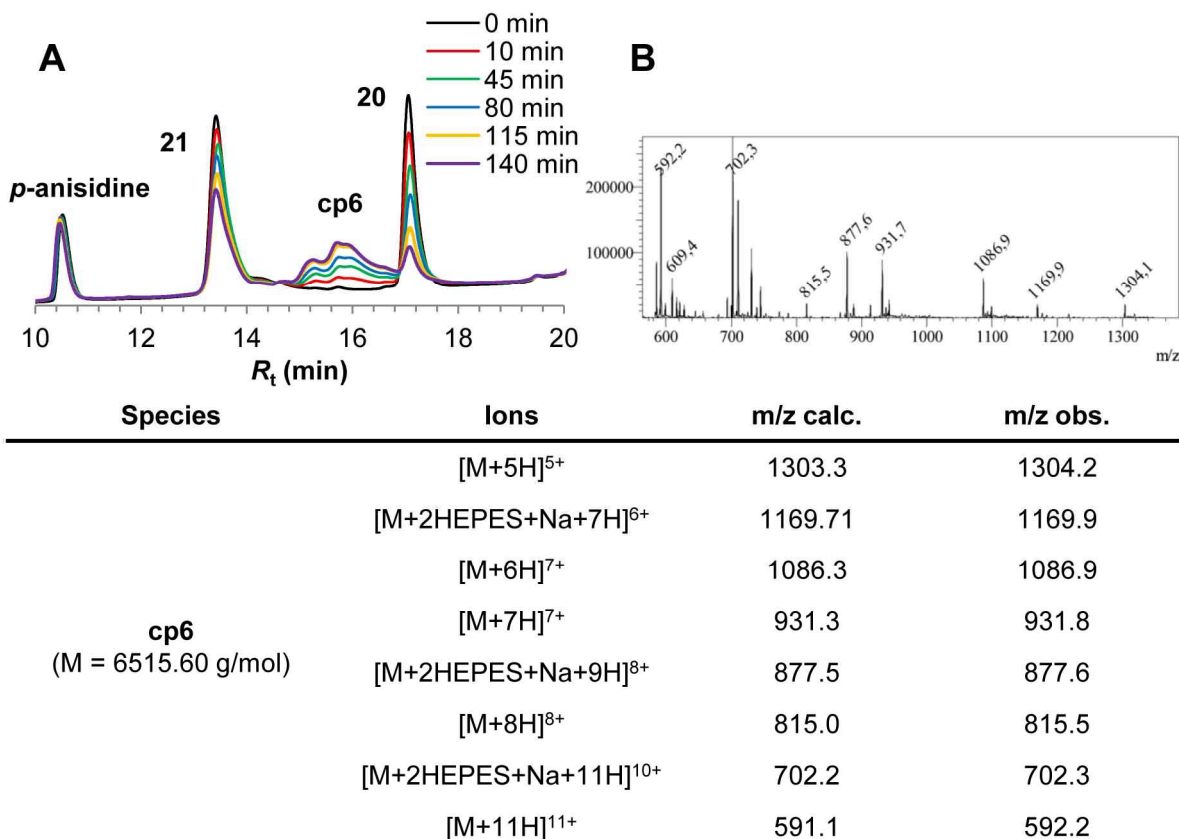 A
p-anisidine
21
cp6
20
0 min
10 min
45 min
80 min
115 min
140 min
10 12 14 16 18 20
Rt (min)
B
200000
100000
592,2
609,4
702,3
815,5
877,6
931,7
1086,9
1169,9
1304,1
600 700 800 900 1000 1100 1200 1300
m/z
Species Ions m/z calc. m/z obs.
cp6
(M = 6515.60 g/mol)
[M+5H]5+ 1303.3 1304.2
[M+2HEPES+Na+7H]6+ 1169.71 1169.9
[M+6H]7+ 1086.3 1086.9
[M+7H]7+ 931.3 931.8
[M+2HEPES+Na+9H]8+ 877.5 877.6
[M+8H]8+ 815.0 815.5
[M+2HEPES+Na+11H]10+ 702.2 702.3
[M+11H]11+ 591.1 592.2